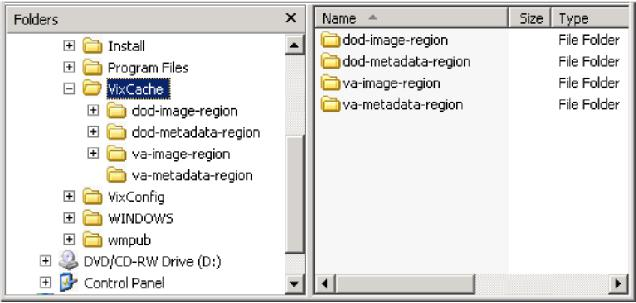 Folders
Install
Program Files
VixCache
dod-image-region
dod-metadata-region
va-image-region
va-metadata-region
VixConfig
WINDOWS
wmpub
DVD/CD-RW Drive (D:)
Control Panel
Name Size Type
dod-image-region File Folder
dod-metadata-region File Folder
va-image-region File Folder
va-metadata-region File Folder